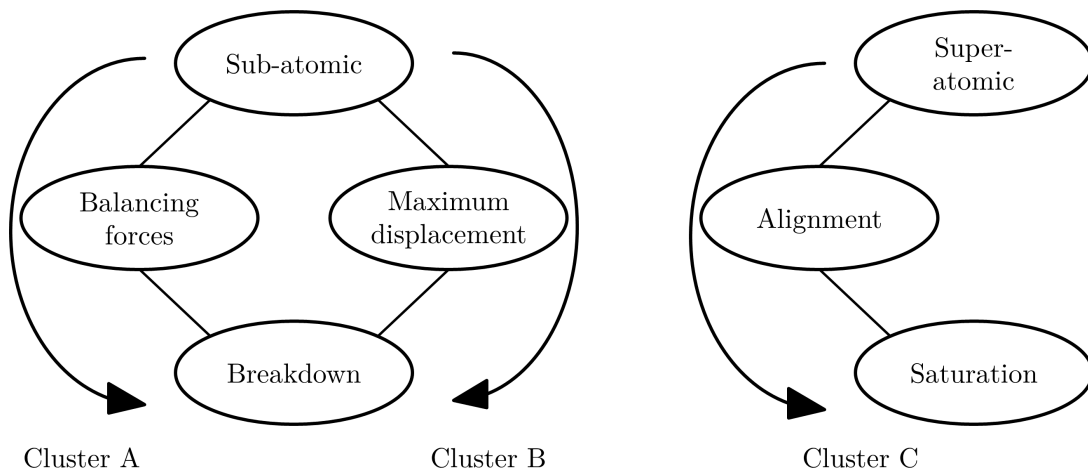 Sub-atomic
Super-
atomic
Balancing
forces
Maximum
displacement
Alignment
Breakdown
Saturation
Cluster A
Cluster B
Cluster C